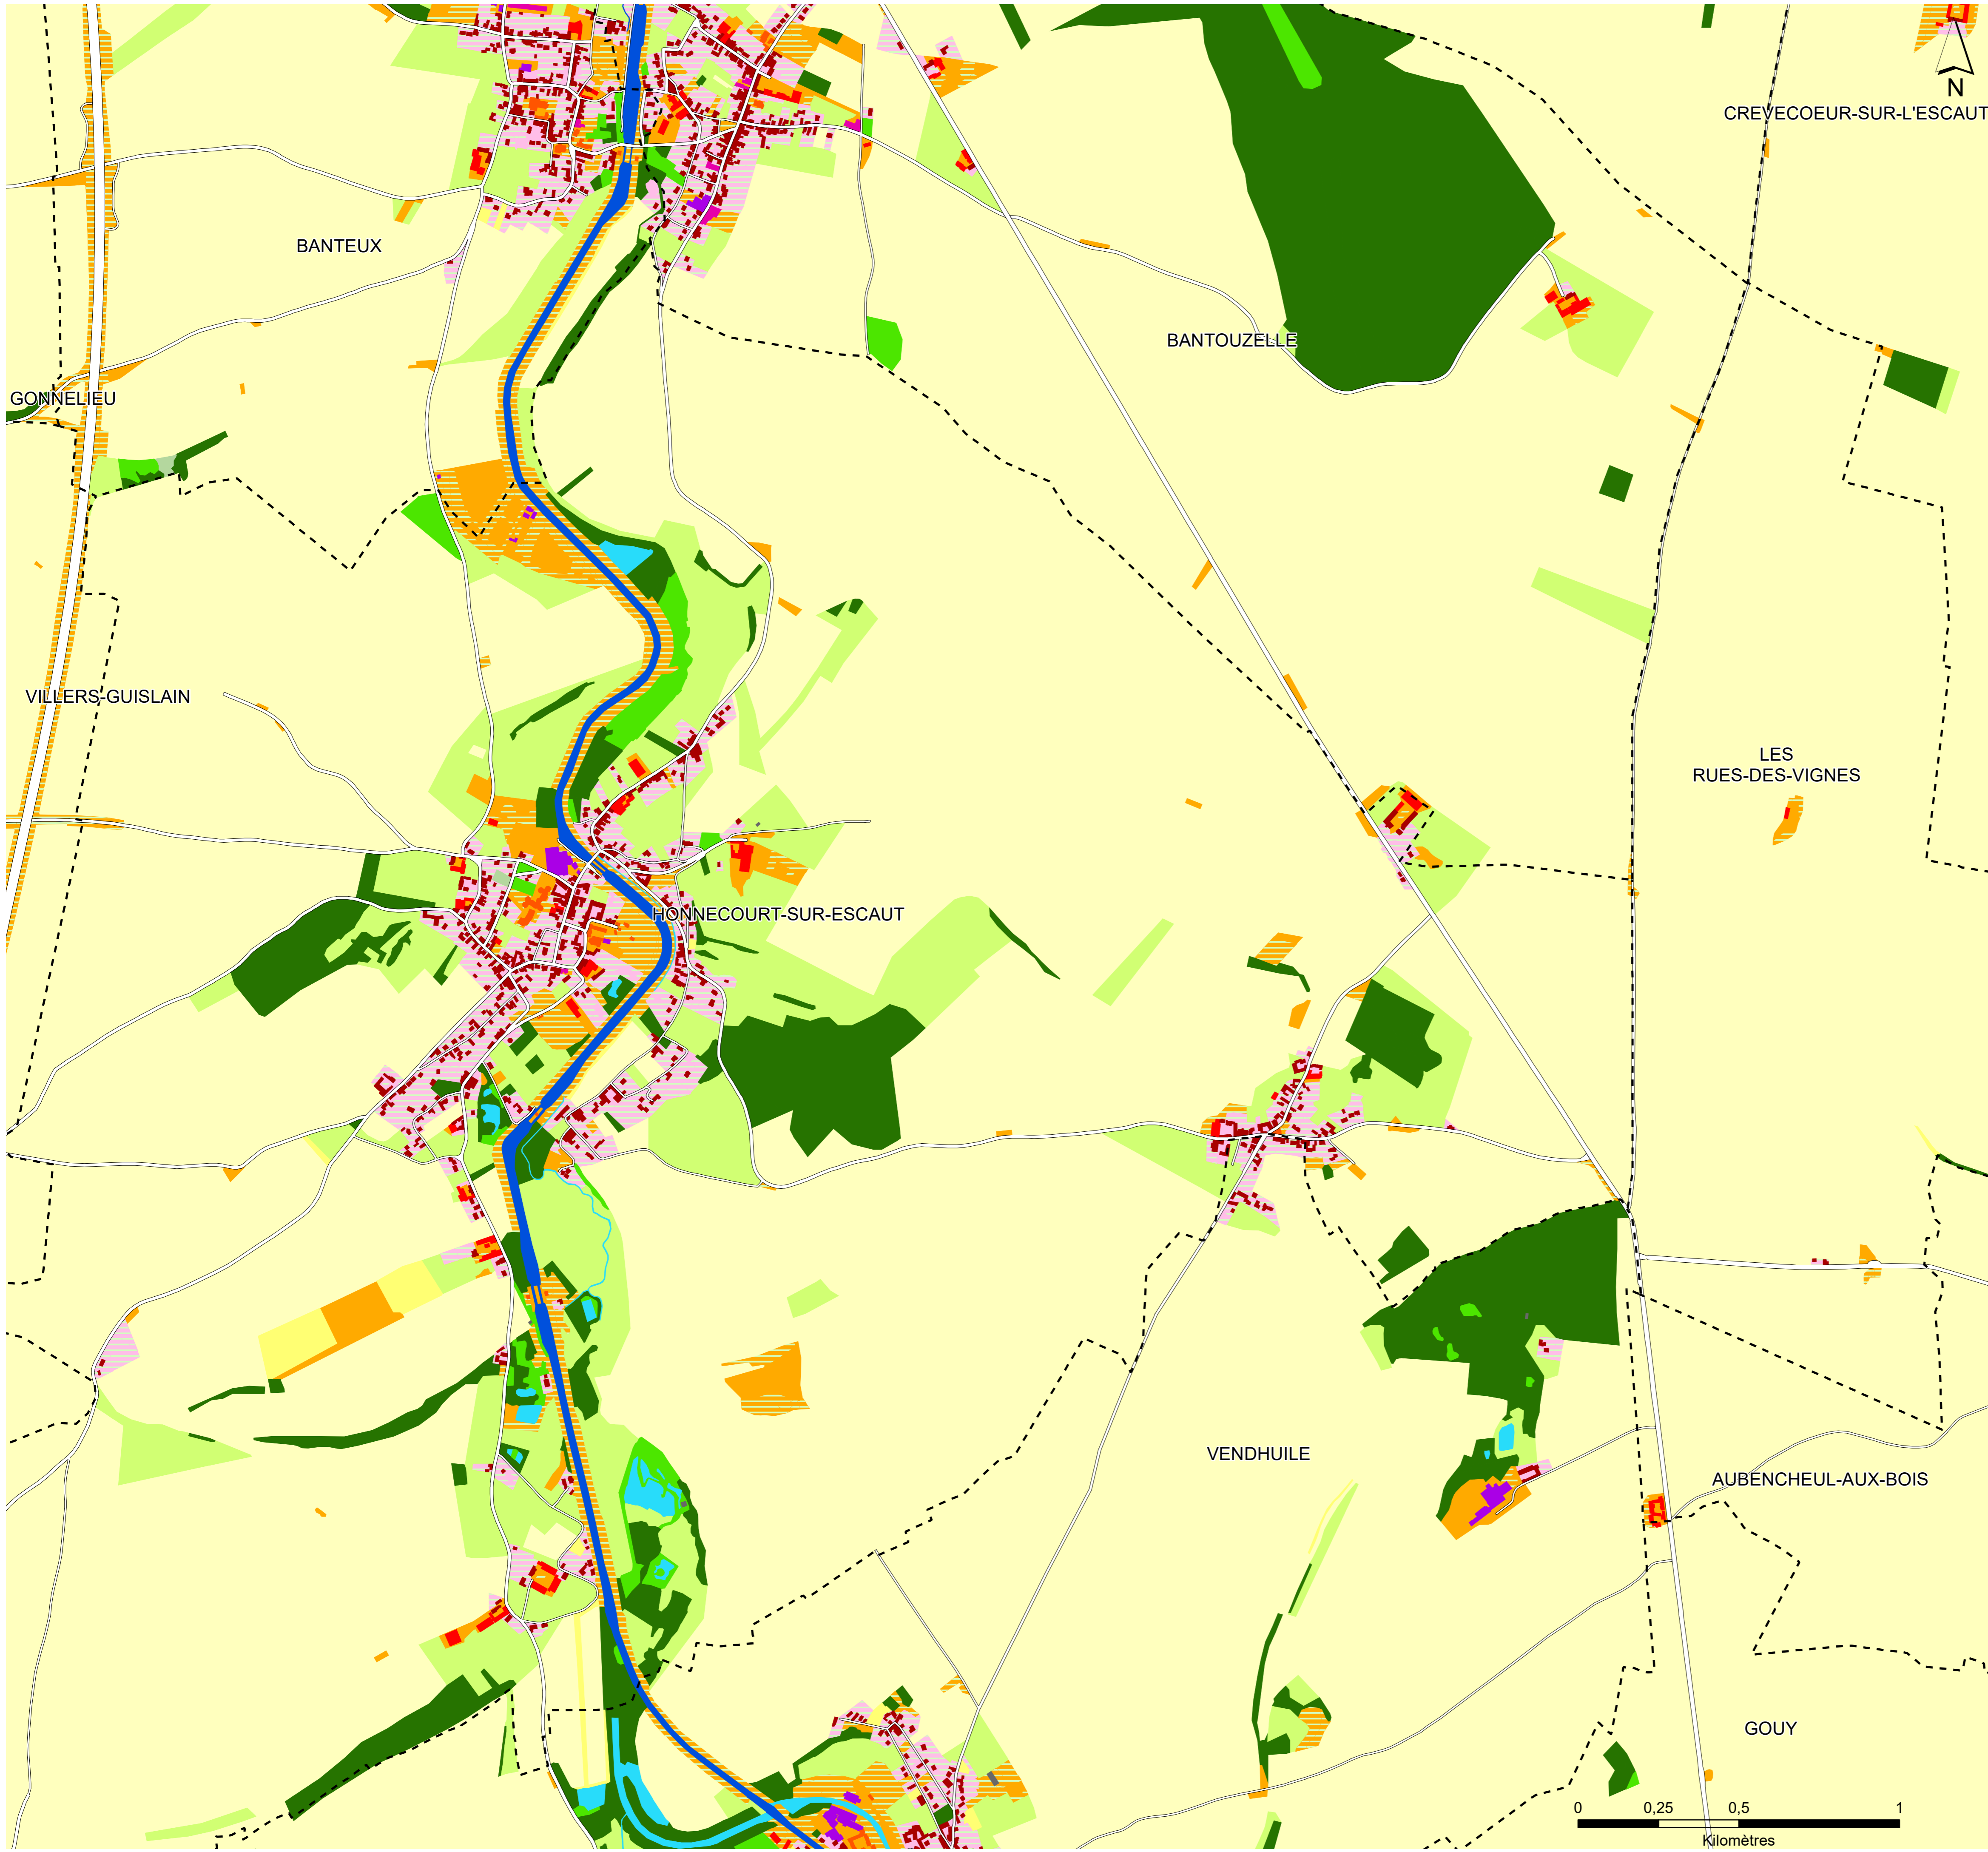 N
CREVECOEUR-SUR-L'ESCAUT
BANTEUX
BANTOUZELLE
GONNELIEU
VILLERS-GUISLAIN
LES
RUES-DES-VIGNES
HONNECOURT-SUR-ESCAUT
VENDHUILE
AUBENCHEUL-AUX-BOIS
GOUY
0 0,25 0,5 1
Kilomètres